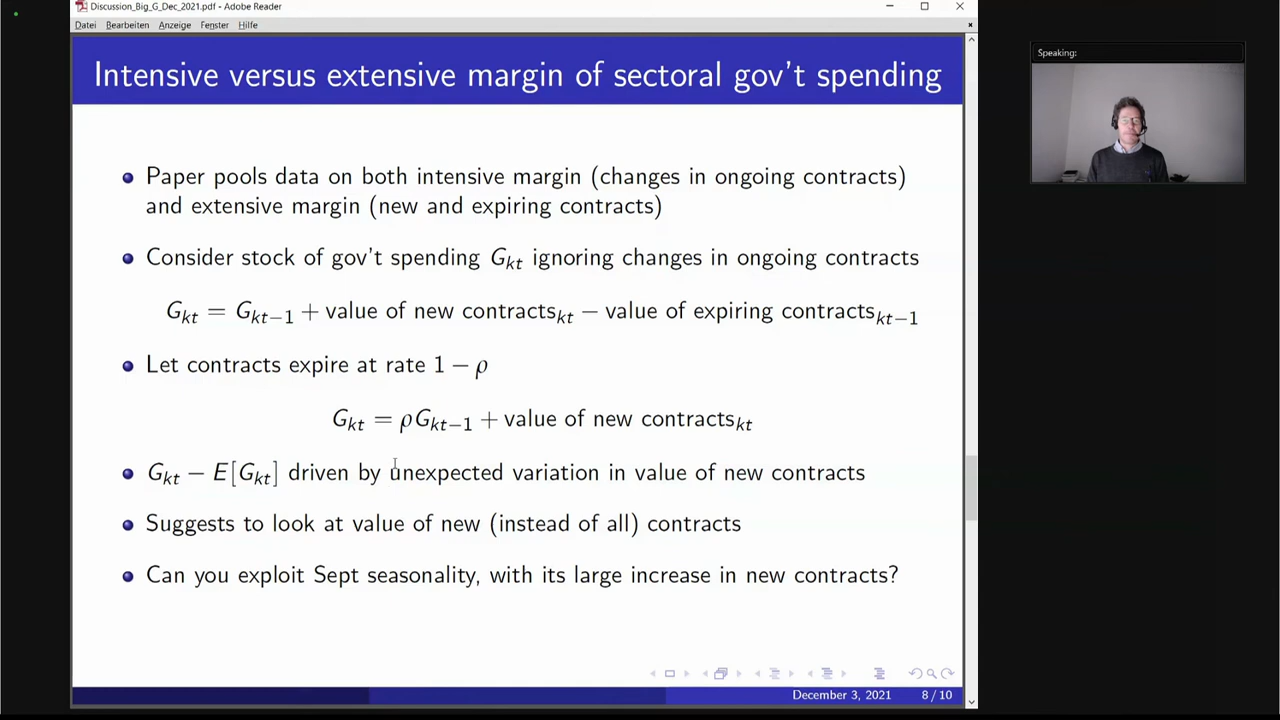 Discussion_Big_G_Dec_2021.pdf - Adobe Reader
Datei Bearbeiten Anzeige Fenster Hilfe
Speaking:
Intensive versus extensive margin of sectoral gov't spending
Paper pools data on both intensive margin (changes in ongoing contracts)
and extensive margin (new and expiring contracts)
Consider stock of gov't spending G_kt ignoring changes in ongoing contracts
G_kt = G_kt−1 + value of new contracts_kt − value of expiring contracts_kt−1
Let contracts expire at rate 1 − ρ
G_kt = ρG_kt−1 + value of new contracts_kt
G_kt − E[G_kt] driven by unexpected variation in value of new contracts
Suggests to look at value of new (instead of all) contracts
Can you exploit Sept seasonality, with its large increase in new contracts?
December 3, 2021 8 / 10